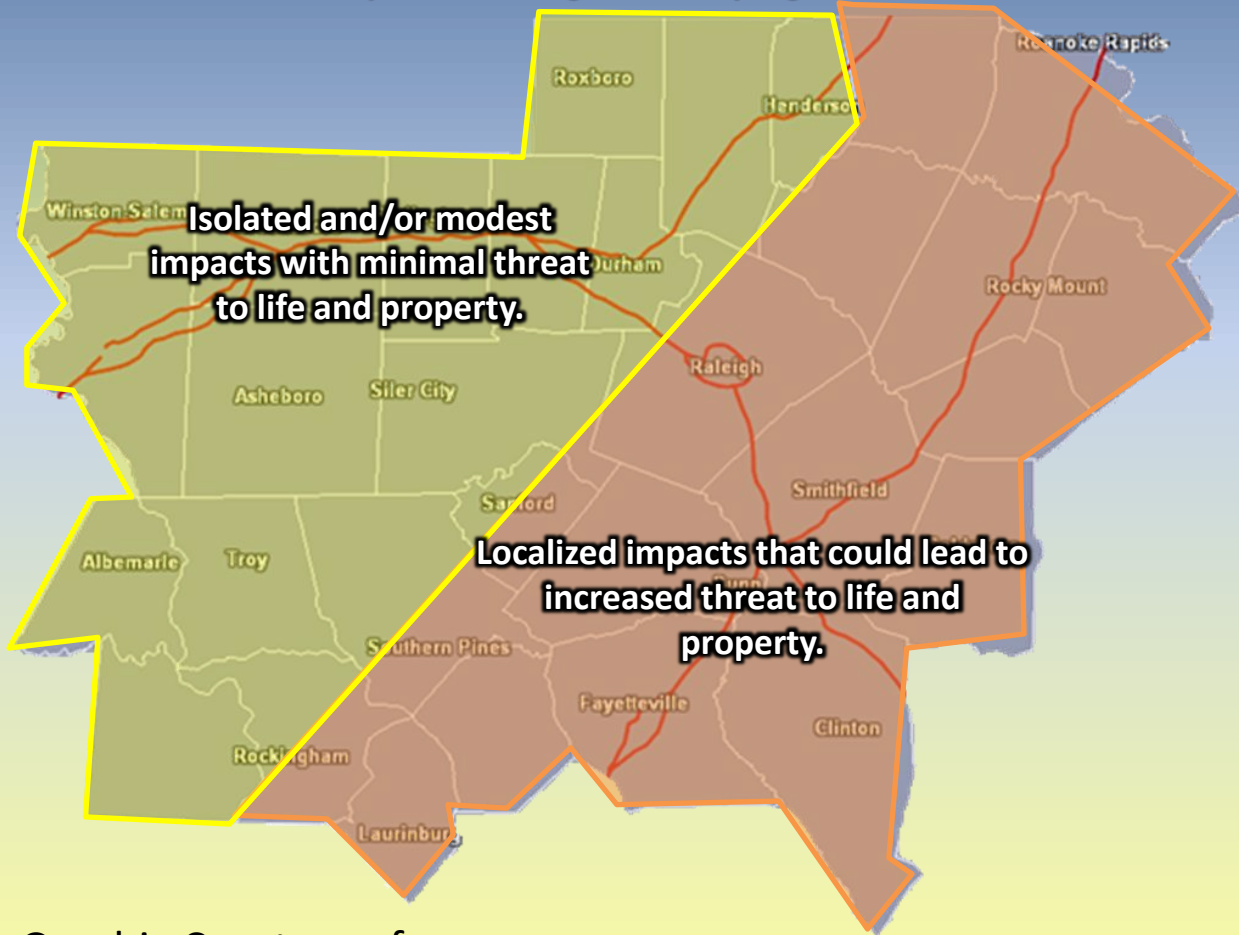 Roanoke Rapids
Roxboro
Henderson
Winston-Salem
Isolated and/or modest
impacts with minimal threat
to life and property.
Durham
Rocky Mount
Raleigh
Asheboro
Siler City
Smithfield
Sanford
Albemarle
Troy
Localized impacts that could lead to
increased threat to life and
property.
Southern Pines
Fayetteville
Clinton
Rockingham
Laurinburg